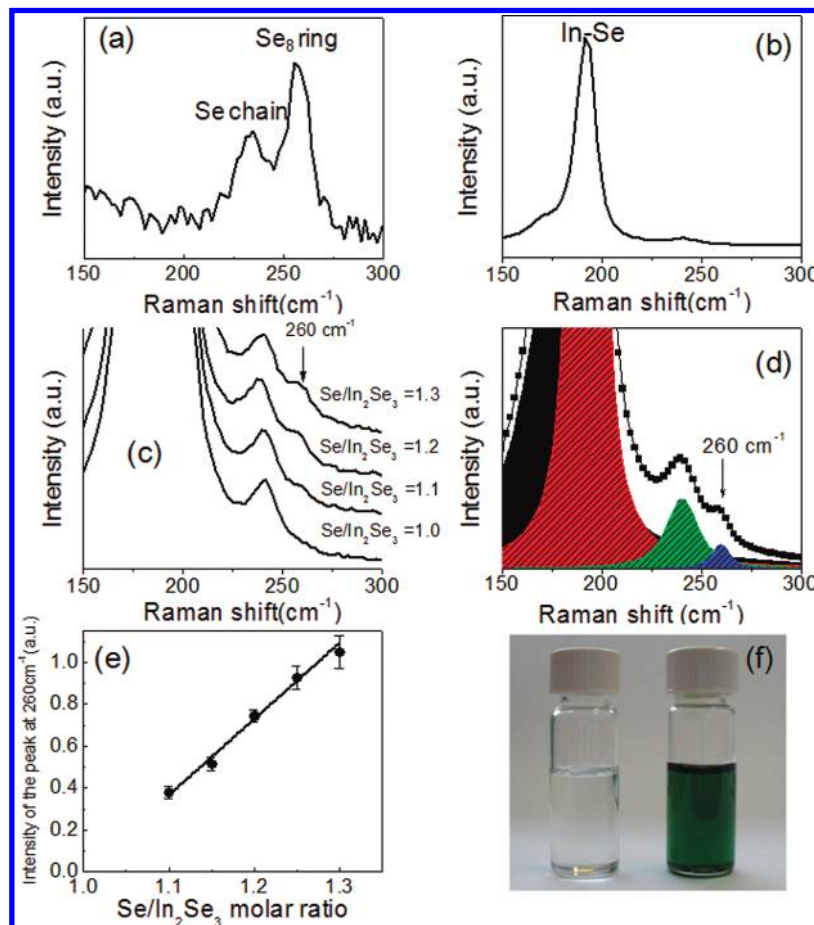 (a)
Se₈ ring
Se chain
Intensity (a.u.)
150 200 250 300
Raman shift(cm⁻¹)
(b)
In-Se
Intensity (a.u.)
150 200 250 300
Raman shift(cm⁻¹)
(c)
260 cm⁻¹
Se/In₂Se₃ =1.3
Se/In₂Se₃ =1.2
Se/In₂Se₃ =1.1
Se/In₂Se₃ =1.0
Intensity (a.u.)
150 200 250 300
Raman shift(cm⁻¹)
(d)
260 cm⁻¹
Intensity (a.u.)
150 200 250 300
Raman shift (cm⁻¹)
(e)
Intensity of the peak at 260cm⁻¹(a.u.)
1.0
0.8
0.6
0.4
0.2
0.0
1.0 1.1 1.2 1.3
Se/In₂Se₃ molar ratio
(f)